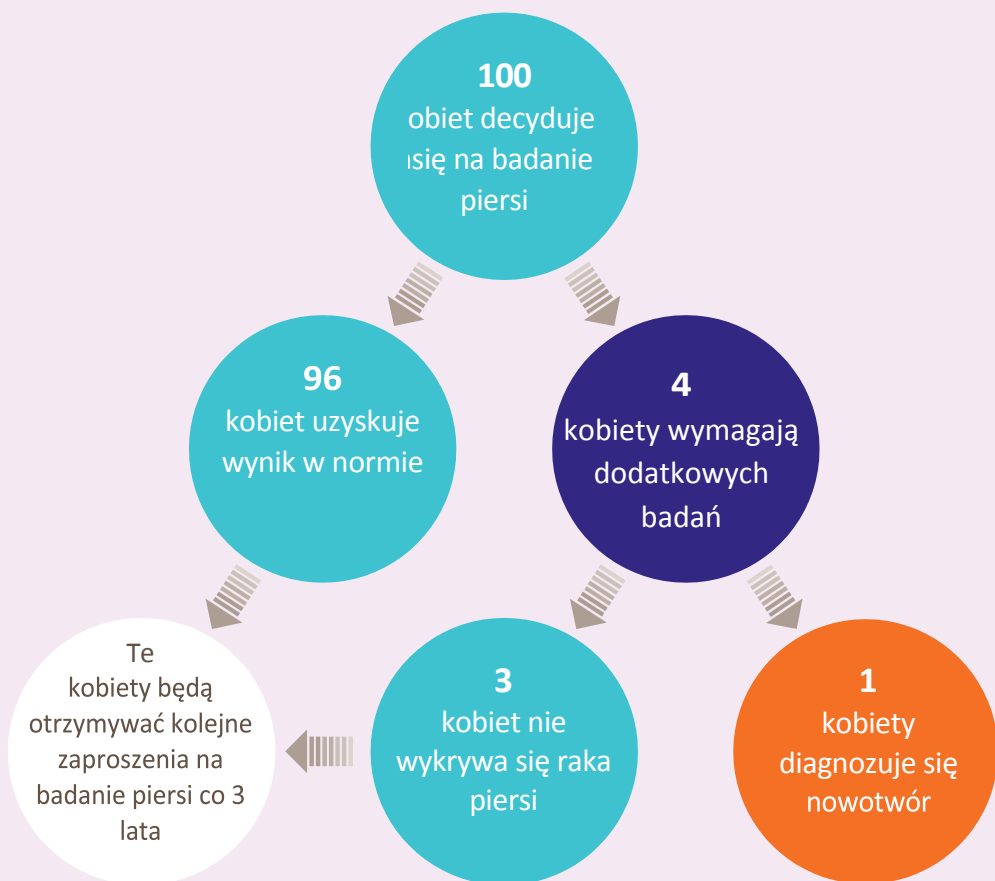 100
obiet decyduje
się na badanie
piersi
96
kobiet uzyskuje
wynik w normie
4
kobiety wymagają
dodatkowych
badań
Te
kobiety będą
otrzymywać kolejne
zaproszenia na
badanie piersi co 3
lata
3
kobiet nie
wykrywa się raka
piersi
1
kobiety
diagnozuje się
nowotwór